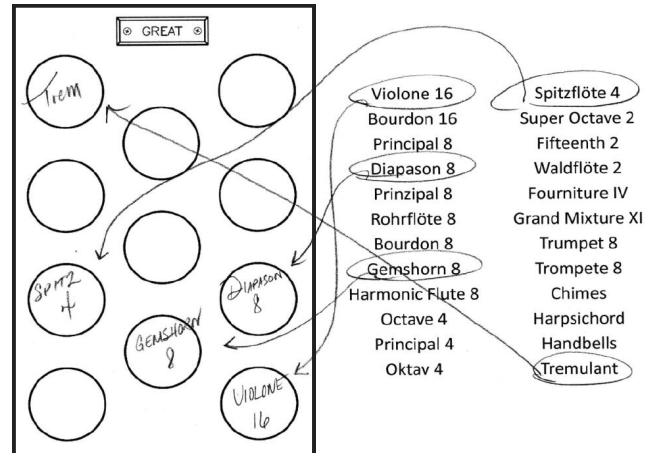 GREAT
Trem
SPITZ
4
DIAPASON
8
GEMSHORN
8
VIOLONE
16
Violone 16
Bourdon 16
Principal 8
Diapason 8
Prinzipal 8
Rohrflöte 8
Bourdon 8
Gemshorn 8
Harmonic Flute 8
Octave 4
Principal 4
Oktav 4
Spitzflöte 4
Super Octave 2
Fifteenth 2
Waldflöte 2
Fourniture IV
Grand Mixture XI
Trumpet 8
Trompete 8
Chimes
Harpsichord
Handbells
Tremulant